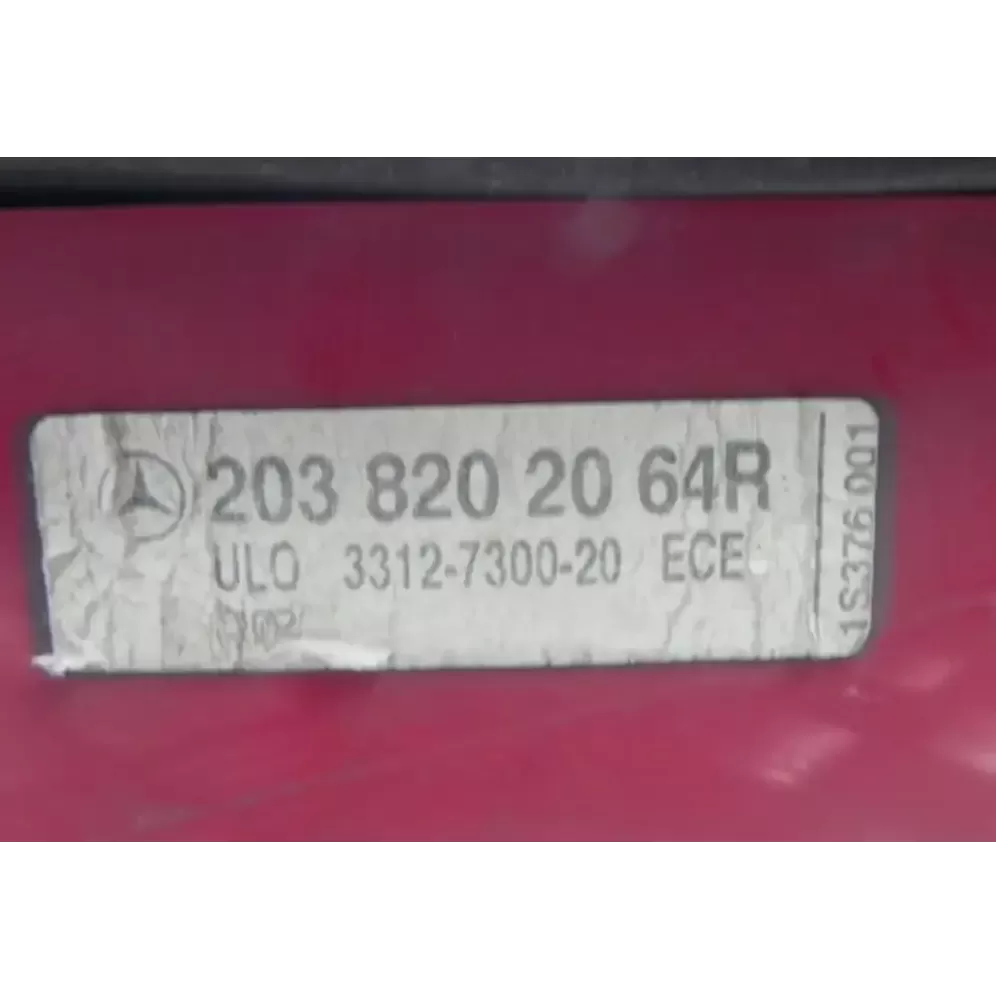 203 820 20 64R
ULO 3312-7300-20 ECE
1S376 001